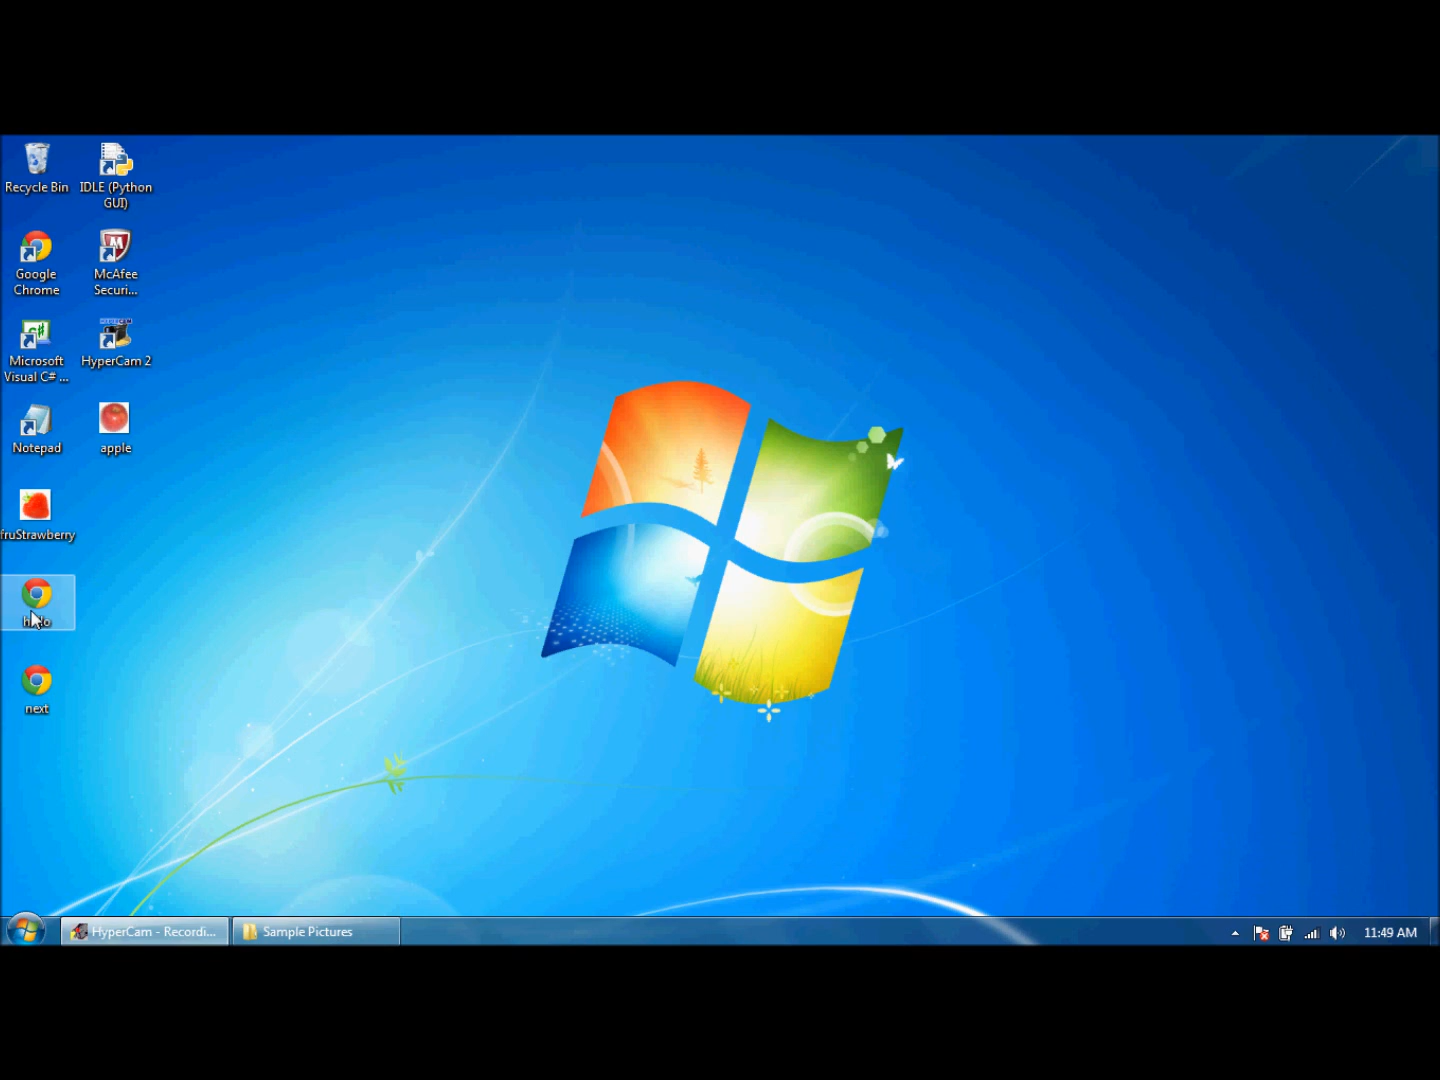 Recycle Bin
IDLE (Python
GUI)
Google
Chrome
McAfee
Securi...
Microsoft
Visual C# ...
HyperCam 2
Notepad
apple
fruStrawberry
next
HyperCam - Recordi...
Sample Pictures
11:49 AM